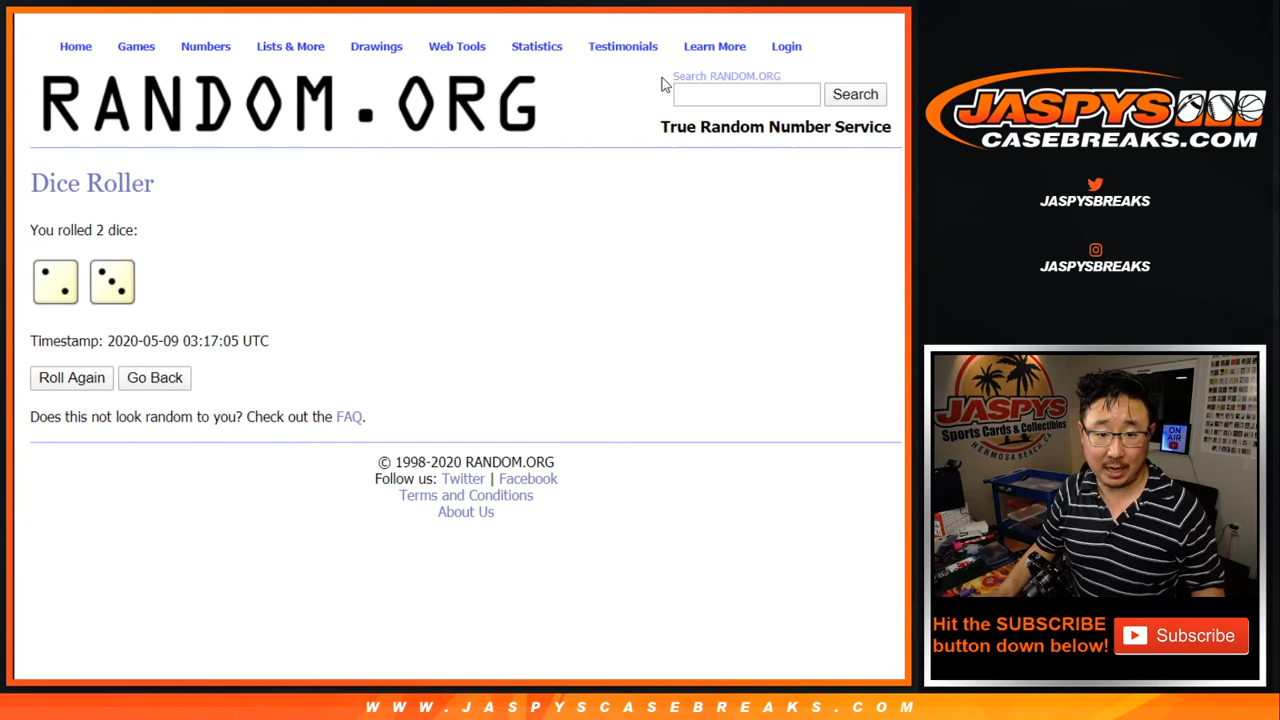 Home Games Numbers Lists & More Drawings Web Tools Statistics Testimonials Learn More Login
RANDOM.ORG
Search RANDOM.ORG
Search
True Random Number Service
Dice Roller
You rolled 2 dice:
Timestamp: 2020-05-09 03:17:05 UTC
Roll Again Go Back
Does this not look random to you? Check out the FAQ.
© 1998-2020 RANDOM.ORG
Follow us: Twitter | Facebook
Terms and Conditions
About Us
JASPYS
CASEBREAKS.COM
JASPYSBREAKS
JASPYSBREAKS
JASPYS
Sports Cards & Collectibles
HERMOSA BEACH, CA
ON AIR
Hit the SUBSCRIBE
button down below!
Subscribe
WWW.JASPYSCASEBREAKS.COM